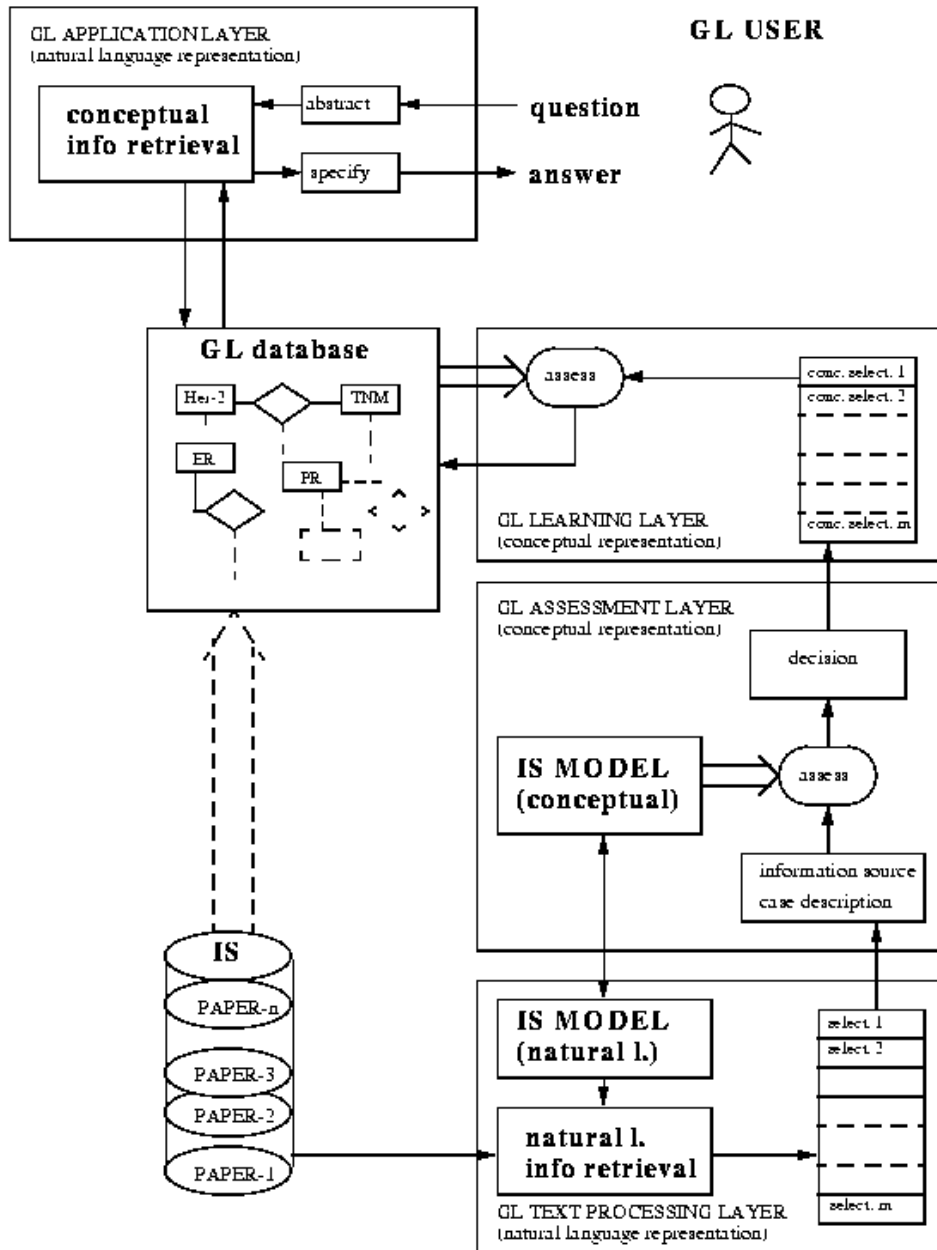 GL APPLICATION LAYER
(natural language representation)
GL USER
conceptual
info retrieval
abstract
question
specify
answer
GL database
Her-2
TNM
ER
PR
assess
conc. select. 1
conc. select. 2
conc. select. m
GL LEARNING LAYER
(conceptual representation)
GL ASSESSMENT LAYER
(conceptual representation)
decision
IS MODEL
(conceptual)
assess
information source
case description
IS
PAPER-n
PAPER-3
PAPER-2
PAPER-1
IS MODEL
(natural l.)
natural l.
info retrieval
select. 1
select. 2
select. m
GL TEXT PROCESSING LAYER
(natural language representation)